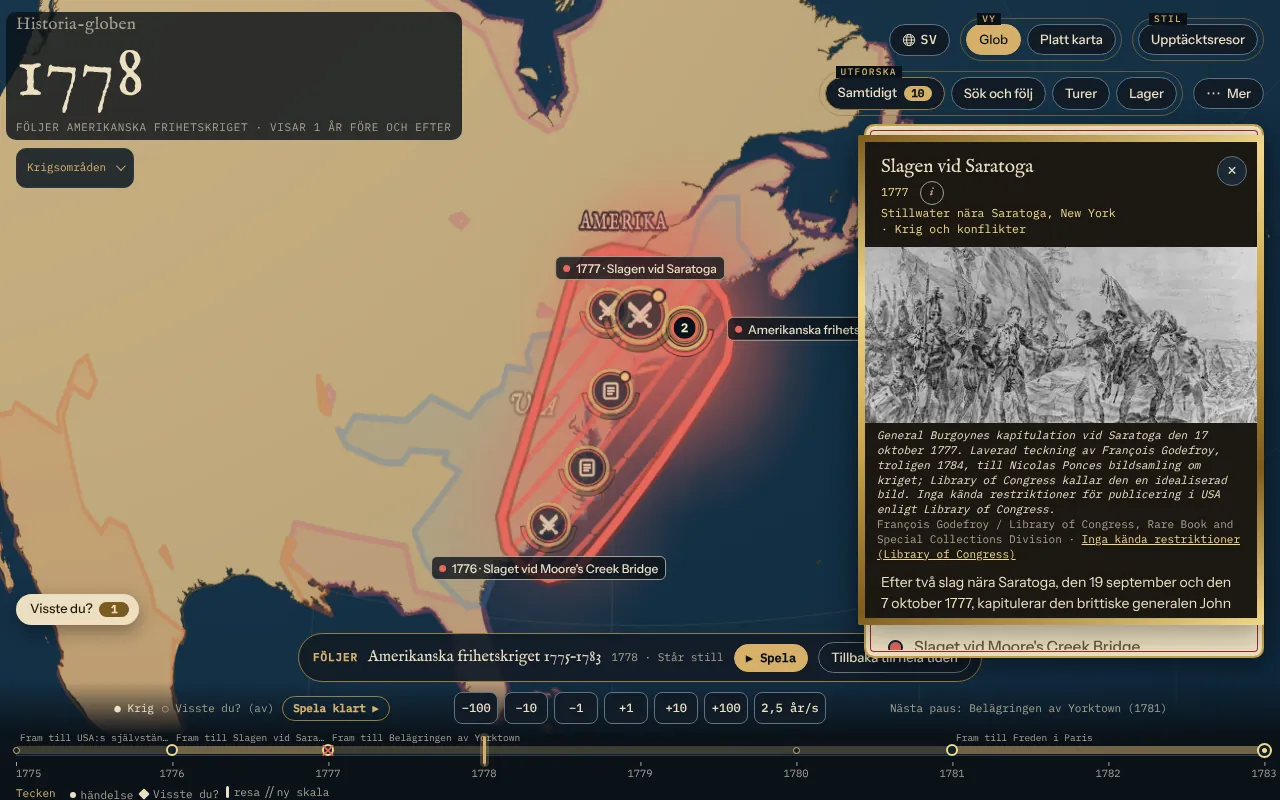 Historia-globen
1778
FÖLJER AMERIKANSKA FRIHETSKRIGET · VISAR 1 ÅR FÖRE OCH EFTER
Krigsområden
SV
VY
Glob
Platt karta
STIL
Upptäcktsresor
UTFORSKA
Samtidigt 10
Sök och följ
Turer
Lager
··· Mer
AMERIKA
1777 · Slagen vid Saratoga
2
Amerikanska frihets
USA
1776 · Slaget vid Moore's Creek Bridge
Slagen vid Saratoga
×
1777 i
Stillwater nära Saratoga, New York
· Krig och konflikter
General Burgoynes kapitulation vid Saratoga den 17
oktober 1777. Laverad teckning av François Godefroy,
troligen 1784, till Nicolas Ponces bildsamling om
kriget; Library of Congress kallar den en idealiserad
bild. Inga kända restriktioner för publicering i USA
enligt Library of Congress.
François Godefroy / Library of Congress, Rare Book and
Special Collections Division · Inga kända restriktioner
(Library of Congress)
Efter två slag nära Saratoga, den 19 september och den
7 oktober 1777, kapitulerar den brittiske generalen John
Slaget vid Moore's Creek Bridge
Visste du? 1
FÖLJER Amerikanska frihetskriget 1775–1783 1778 · Står still ▶ Spela Tillbaka till hela tiden
Krig Visste du? (av) Spela klart ▶
−100 −10 −1 +1 +10 +100 2,5 år/s
Nästa paus: Belägringen av Yorktown (1781)
Fram till USA:s självstän… Fram till Slagen vid Sara… Fram till Belägringen av Yorktown Fram till Freden i Paris
1775 1776 1777 1778 1779 1780 1781 1782 1783
Tecken händelse Visste du? resa // ny skala